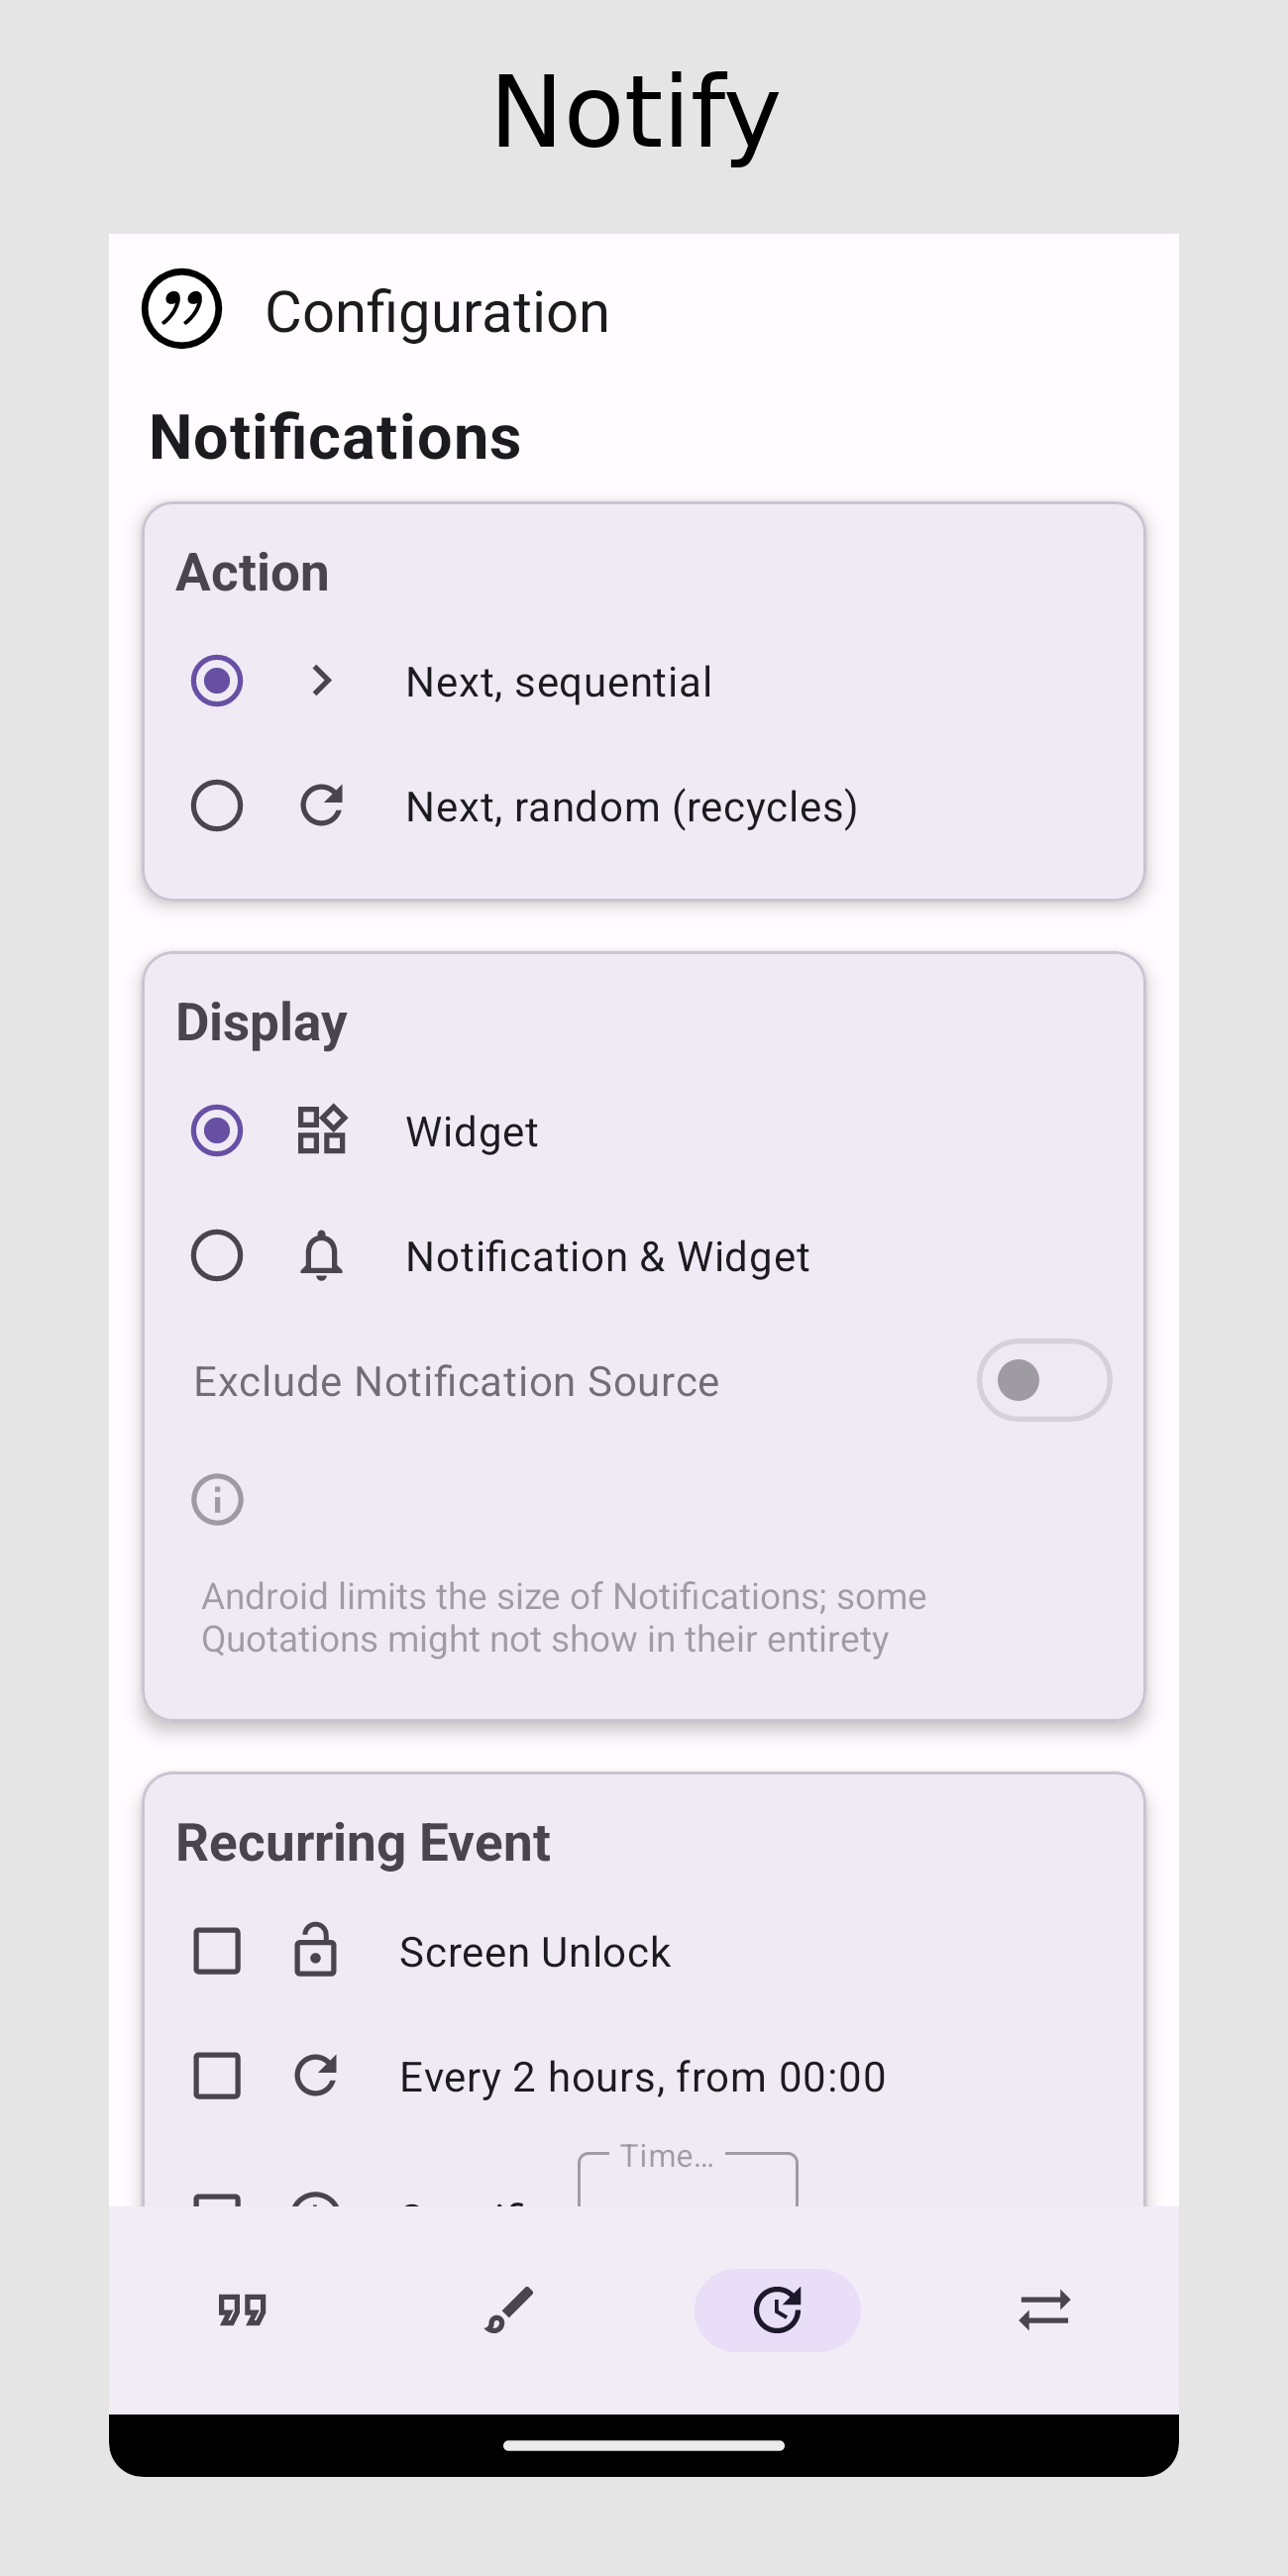 Notify
Configuration
Notifications
Action
Next, sequential
Next, random (recycles)
Display
Widget
Notification & Widget
Exclude Notification Source
Android limits the size of Notifications; some
Quotations might not show in their entirety
Recurring Event
Screen Unlock
Every 2 hours, from 00:00
Time…